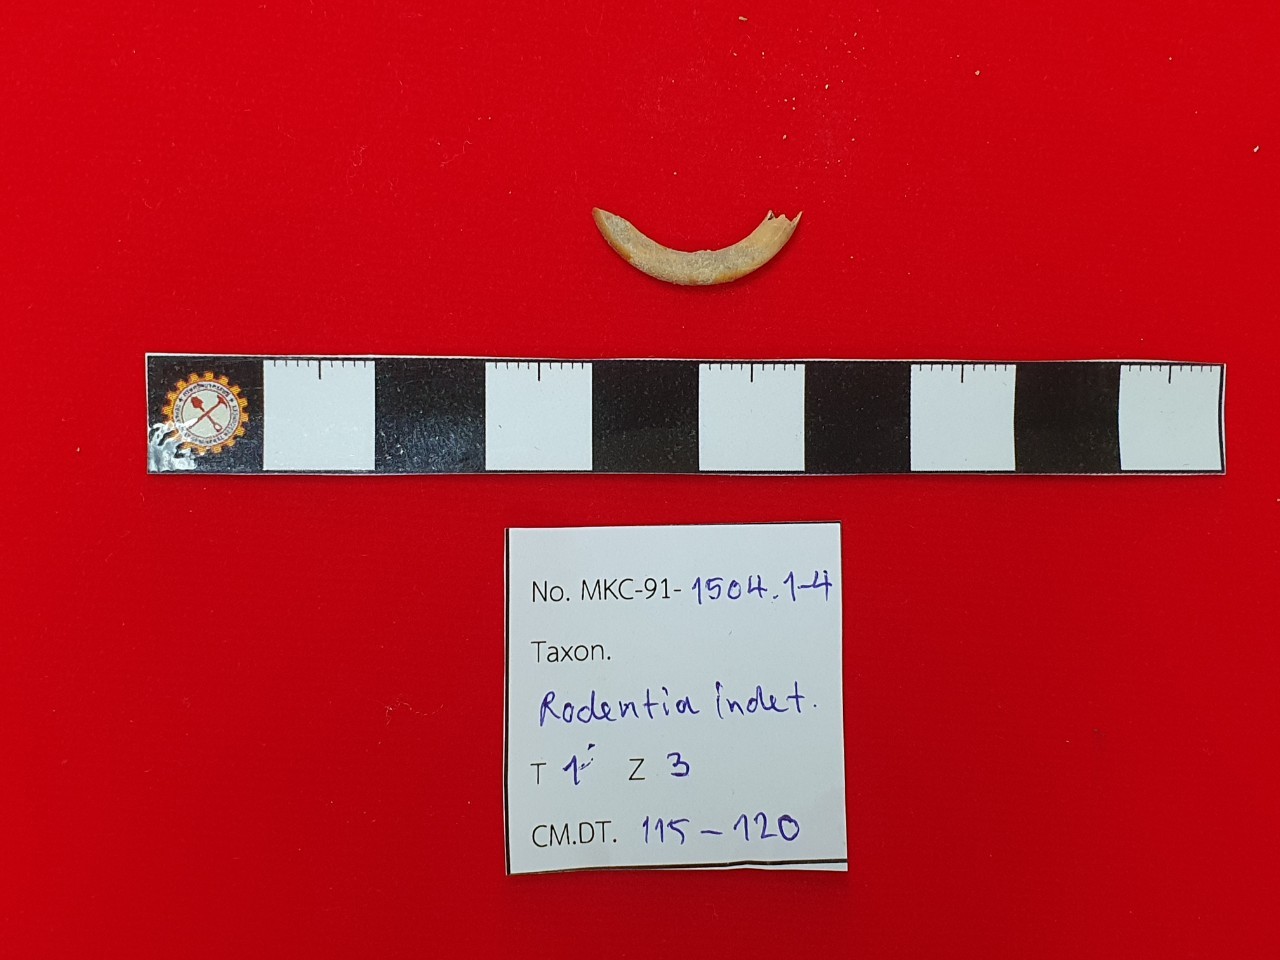 No. MKC-91-1504.1-4
Taxon.
Rodentia indet.
T 1 Z 3
CM.DT. 115-120